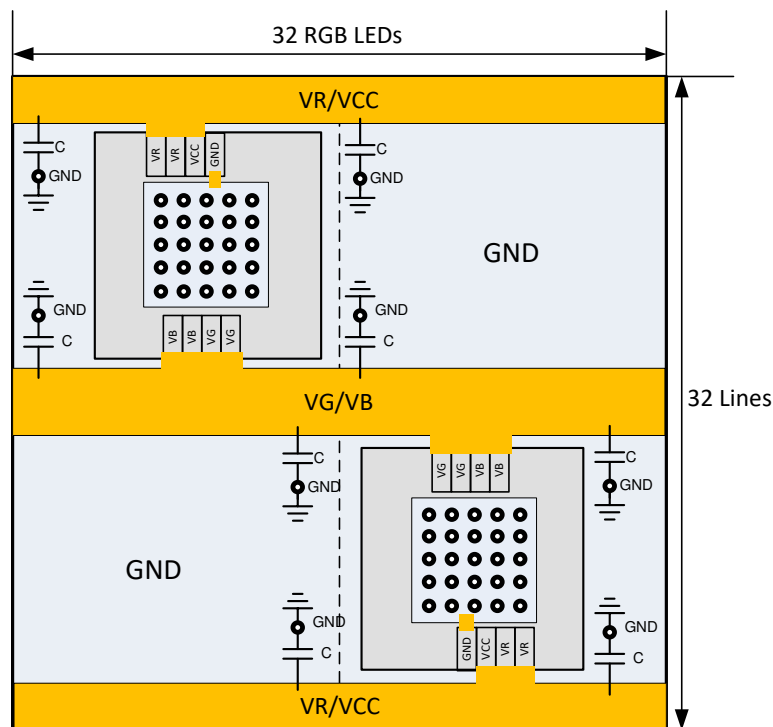 32 RGB LEDs
VR/VCC
C
GND
VR
VR
VCC
GND
C
GND
GND
GND
C
VB
VB
VG
VG
GND
C
VG/VB
32 Lines
C
GND
VG
VG
VB
VB
C
GND
GND
GND
C
GND
VCC
VR
VR
GND
C
VR/VCC